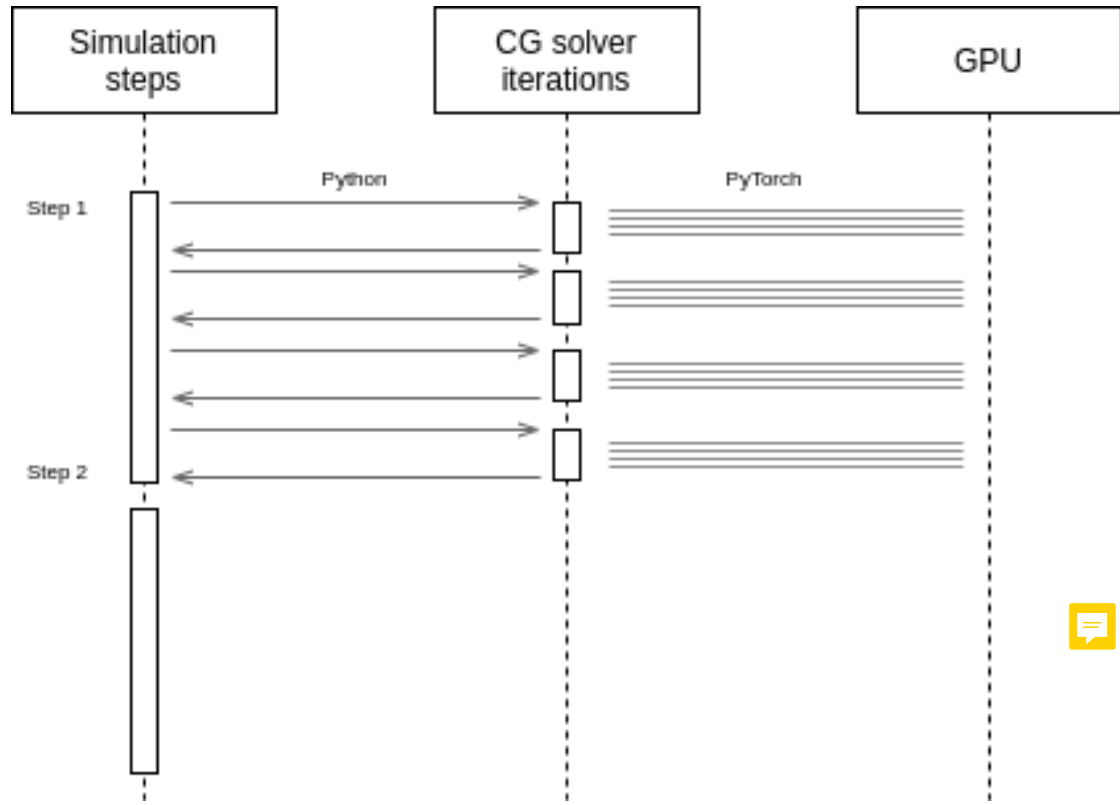 Simulation
steps
CG solver
iterations
GPU
Python
PyTorch
Step 1
Step 2